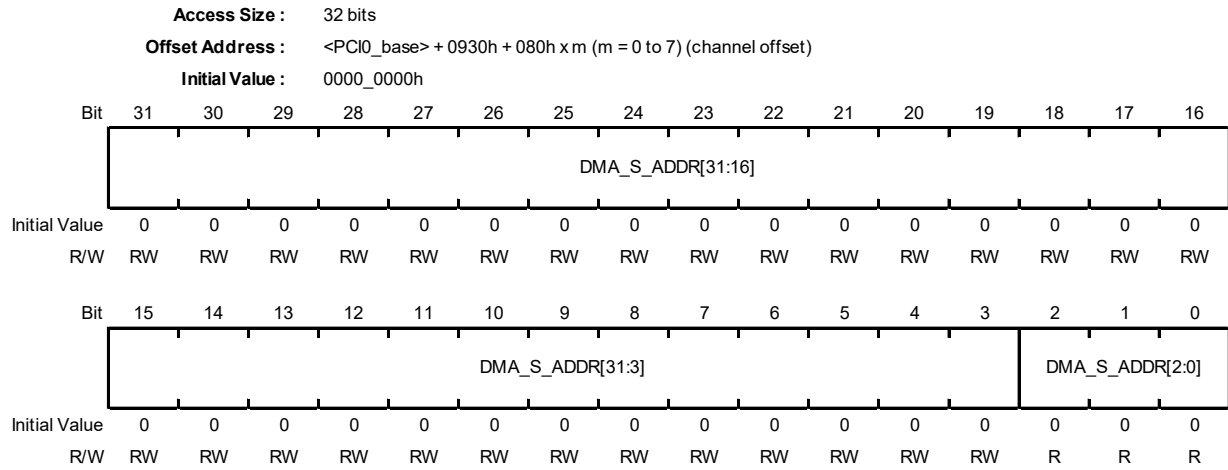 Access Size : 32 bits
Offset Address : <PCI0_base> + 0930h + 080h x m (m = 0 to 7) (channel offset)
Initial Value : 0000_0000h
Bit 31 30 29 28 27 26 25 24 23 22 21 20 19 18 17 16
DMA_S_ADDR[31:16]
Initial Value 0 0 0 0 0 0 0 0 0 0 0 0 0 0 0 0
R/W RW RW RW RW RW RW RW RW RW RW RW RW RW RW RW RW
Bit 15 14 13 12 11 10 9 8 7 6 5 4 3 2 1 0
DMA_S_ADDR[31:3] DMA_S_ADDR[2:0]
Initial Value 0 0 0 0 0 0 0 0 0 0 0 0 0 0 0 0
R/W RW RW RW RW RW RW RW RW RW RW RW RW RW R R R